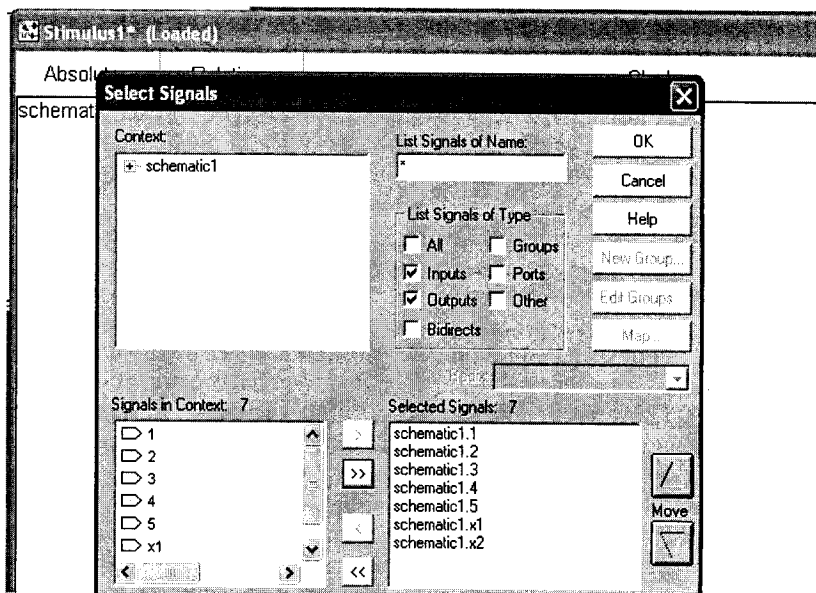 Stimulus1* (Loaded)
Select Signals
schemat
Context:
schematic1
List Signals of Name:
*
List Signals of Type
All
Groups
Inputs
Ports
Outputs
Other
Bidirects
OK
Cancel
Help
New Group...
Edit Groups
Map...
Signals in Context: 7
1
2
3
4
5
x1
>
>>
<
<<
Selected Signals: 7
schematic1.1
schematic1.2
schematic1.3
schematic1.4
schematic1.5
schematic1.x1
schematic1.x2
Move